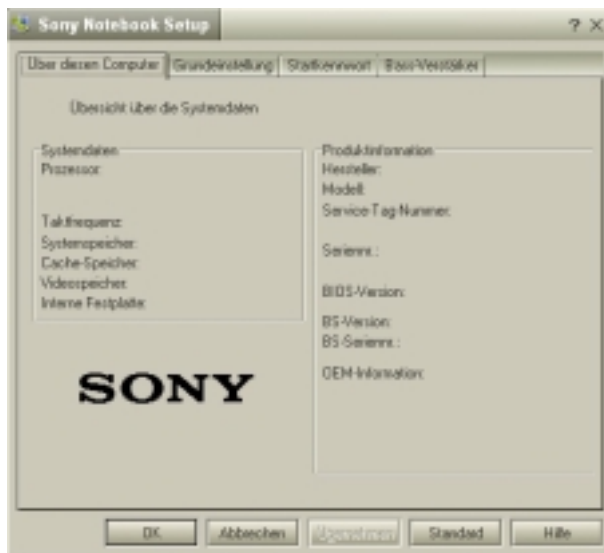 Sony Notebook Setup
Über diesen Computer Grundeinstellung Startkennwort Bass-Verstärker
Übersicht über die Systemdaten
Systemdaten
Prozessor:
Taktfrequenz:
Systemspeicher:
Cache-Speicher:
Videospeicher:
Interne Festplatte:
Produktinformation
Hersteller:
Modell:
Service-Tag-Nummer:
Seriennr.:
BIOS-Version:
BS-Version:
BS-Seriennr.:
OEM-Information:
SONY
OK Abbrechen Übernehmen Standard Hilfe